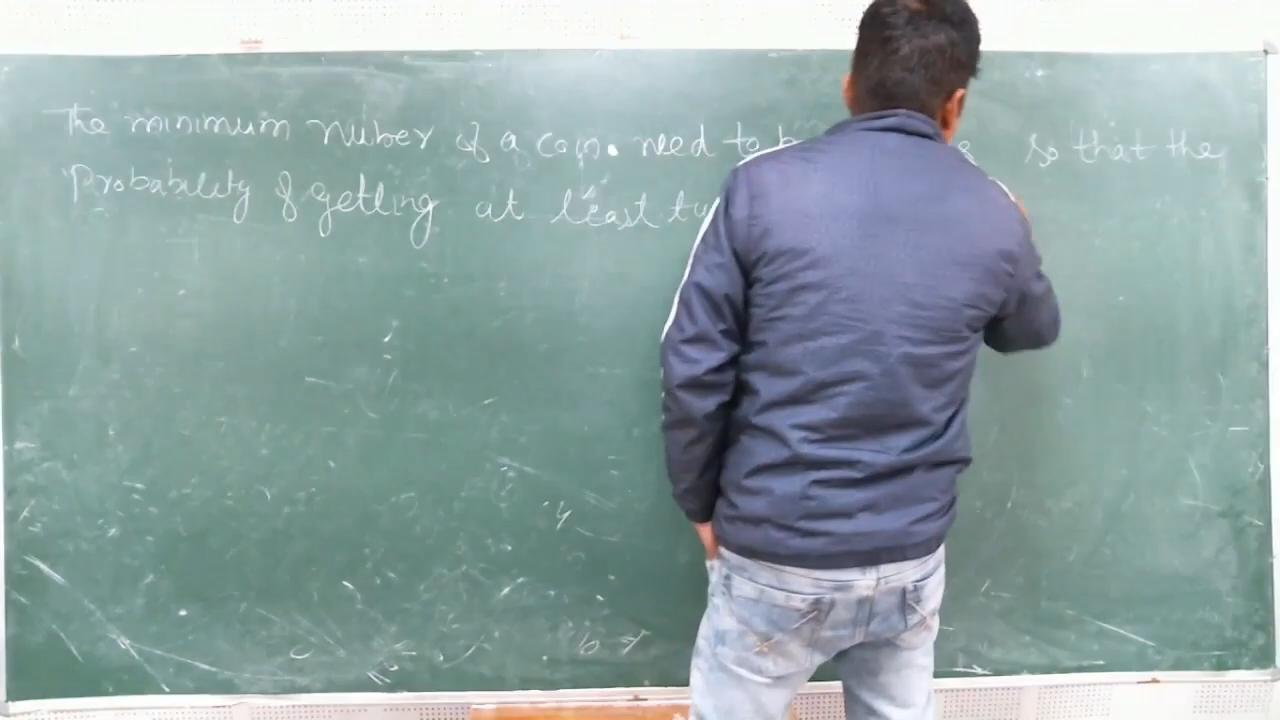 The minimum Nuber of a coin. need to so that the
Probability of getting at least